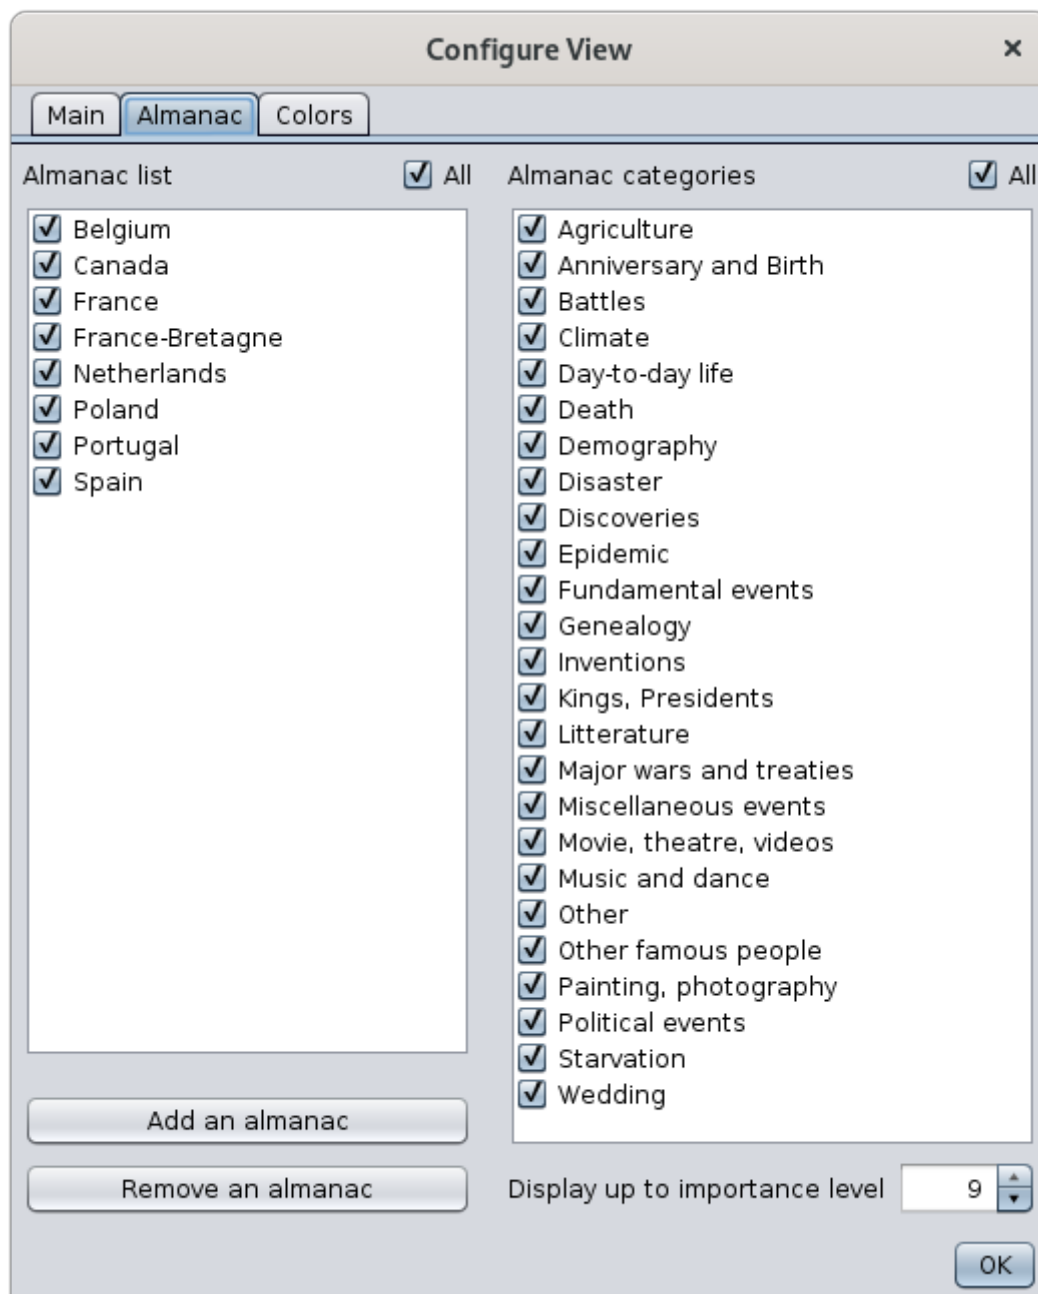 Configure View
Main Almanac Colors
Almanac list All
Belgium
Canada
France
France-Bretagne
Netherlands
Poland
Portugal
Spain
Add an almanac
Remove an almanac
Almanac categories All
Agriculture
Anniversary and Birth
Battles
Climate
Day-to-day life
Death
Demography
Disaster
Discoveries
Epidemic
Fundamental events
Genealogy
Inventions
Kings, Presidents
Litterature
Major wars and treaties
Miscellaneous events
Movie, theatre, videos
Music and dance
Other
Other famous people
Painting, photography
Political events
Starvation
Wedding
Display up to importance level 9
OK